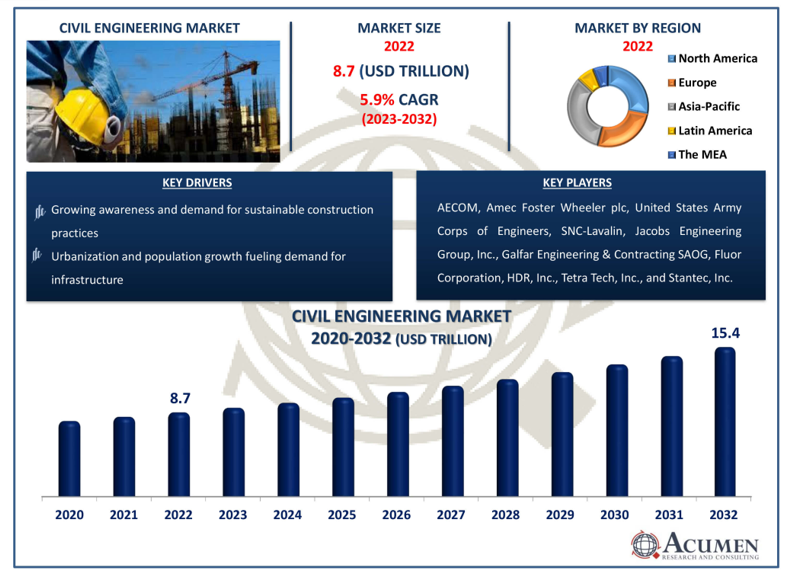 CIVIL ENGINEERING MARKET
MARKET SIZE
2022
8.7 (USD TRILLION)
5.9% CAGR
(2023-2032)
MARKET BY REGION
2022
North America
Europe
Asia-Pacific
Latin America
The MEA
KEY DRIVERS
Growing awareness and demand for sustainable construction
practices
Urbanization and population growth fueling demand for
infrastructure
KEY PLAYERS
AECOM, Amec Foster Wheeler plc, United States Army
Corps of Engineers, SNC-Lavalin, Jacobs Engineering
Group, Inc., Galfar Engineering & Contracting SAOG, Fluor
Corporation, HDR, Inc., Tetra Tech, Inc., and Stantec, Inc.
CIVIL ENGINEERING MARKET
2020-2032 (USD TRILLION)
8.7
15.4
2020 2021 2022 2023 2024 2025 2026 2027 2028 2029 2030 2031 2032
ACUMEN
RESEARCH AND CONSULTING